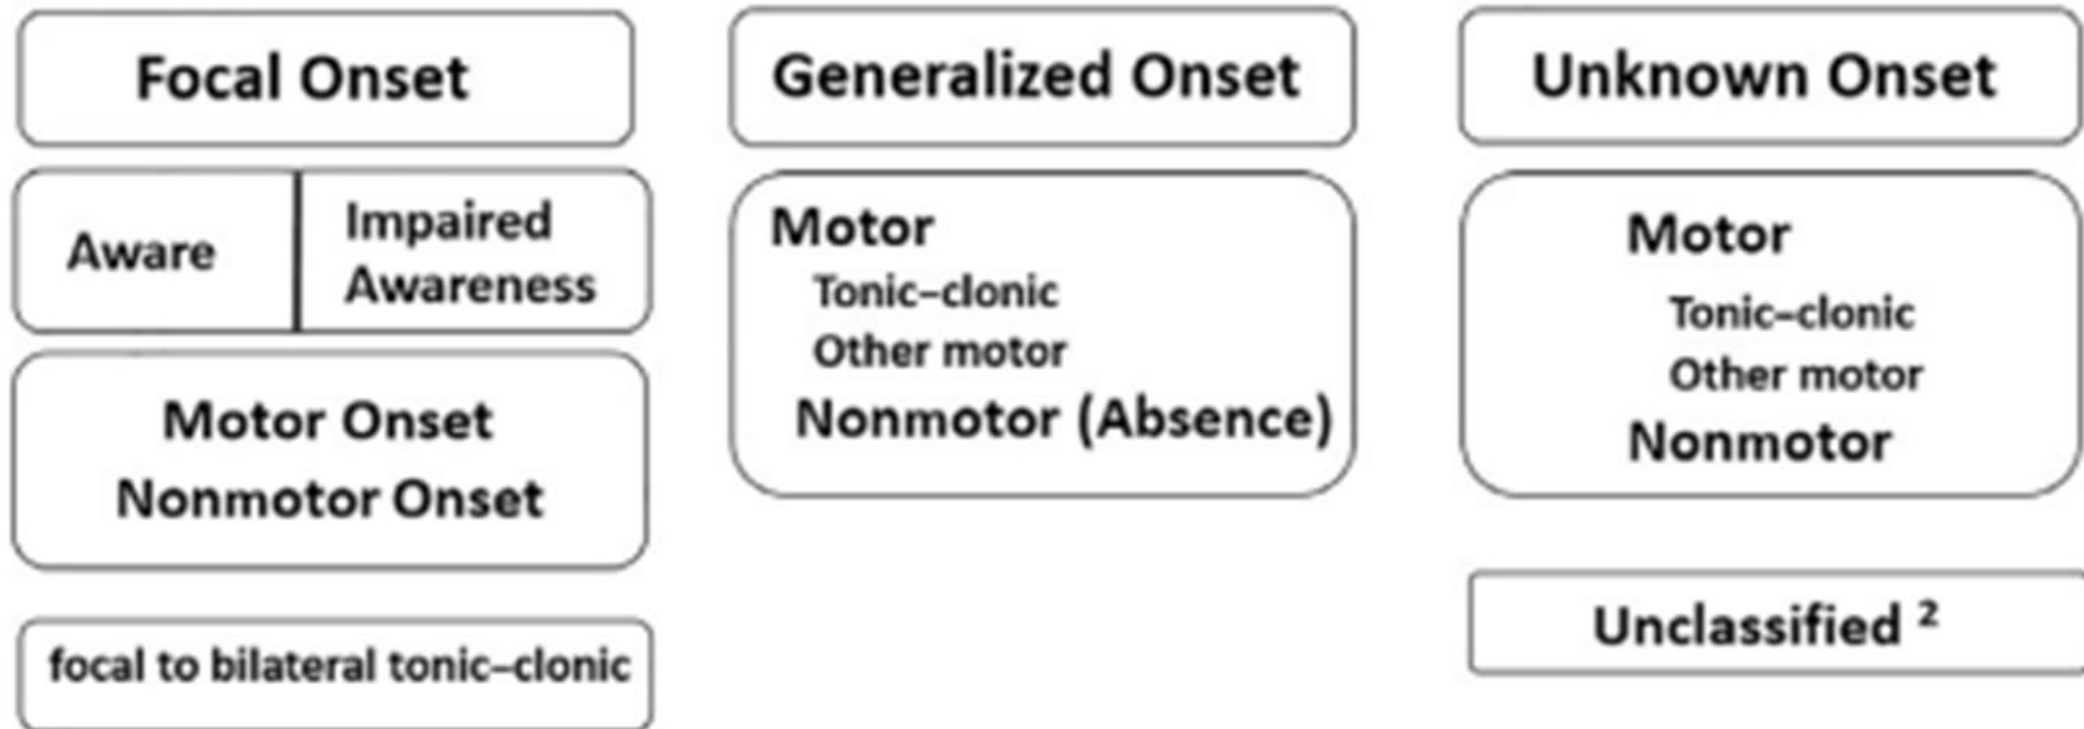 Focal Onset
Aware
Impaired
Awareness
Motor Onset
Nonmotor Onset
focal to bilateral tonic–clonic
Generalized Onset
Motor
Tonic–clonic
Other motor
Nonmotor (Absence)
Unknown Onset
Motor
Tonic–clonic
Other motor
Nonmotor
Unclassified ²